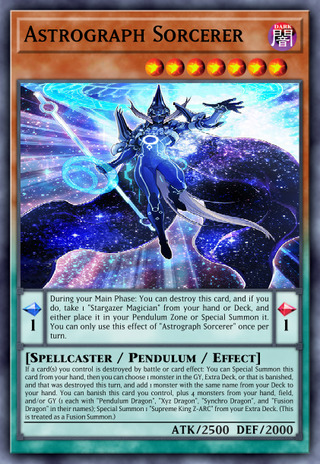 ASTROGRAPH SORCERER
DARK
闇
During your Main Phase: You can destroy this card, and if you
do, take 1 "Stargazer Magician" from your hand or Deck, and
either place it in your Pendulum Zone or Special Summon it.
You can only use this effect of "Astrograph Sorcerer" once per
turn.
1
1
[SPELLCASTER / PENDULUM / EFFECT]
If a card(s) you control is destroyed by battle or card effect: You can Special Summon this
card from your hand, then you can choose 1 monster in the GY, Extra Deck, or that is banished,
and that was destroyed this turn, and add 1 monster with the same name from your Deck to
your hand. You can banish this card you control, plus 4 monsters from your hand, field,
and/or GY (1 each with "Pendulum Dragon", "Xyz Dragon", "Synchro Dragon", and "Fusion
Dragon" in their names); Special Summon 1 "Supreme King Z-ARC" from your Extra Deck. (This
is treated as a Fusion Summon.)
ATK/2500 DEF/2000